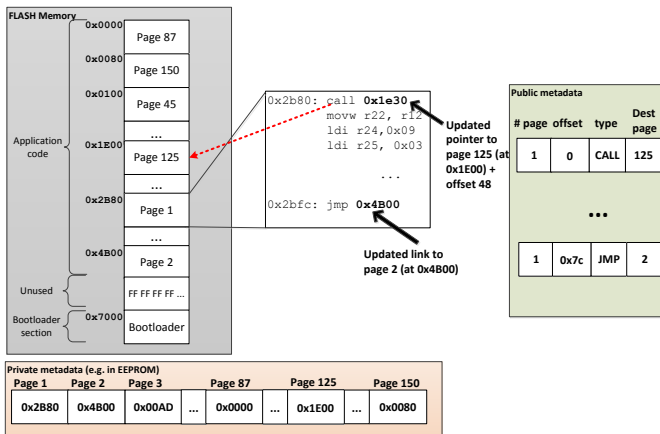 FLASH Memory
0x0000
Page 87
0x0080
Page 150
0x0100
Page 45
...
0x1E00
Page 125
...
0x2B80
Page 1
...
0x4B00
Page 2
FF FF FF FF ...
0x7000
Bootloader
Application
code
Unused
Bootloader
section
0x2b80: call 0x1e30
movw r22, r12
ldi r24,0x09
ldi r25, 0x03
...
0x2bfc: jmp 0x4B00
Updated
pointer to
page 125 (at
0x1E00) +
offset 48
Updated link to
page 2 (at 0x4B00)
Public metadata
# page offset type Dest page
1 0 CALL 125
...
1 0x7c JMP 2
Private metadata (e.g. in EEPROM)
Page 1 Page 2 Page 3 Page 87 Page 125 Page 150
0x2B80 0x4B00 0x00AD ... 0x0000 ... 0x1E00 ... 0x0080